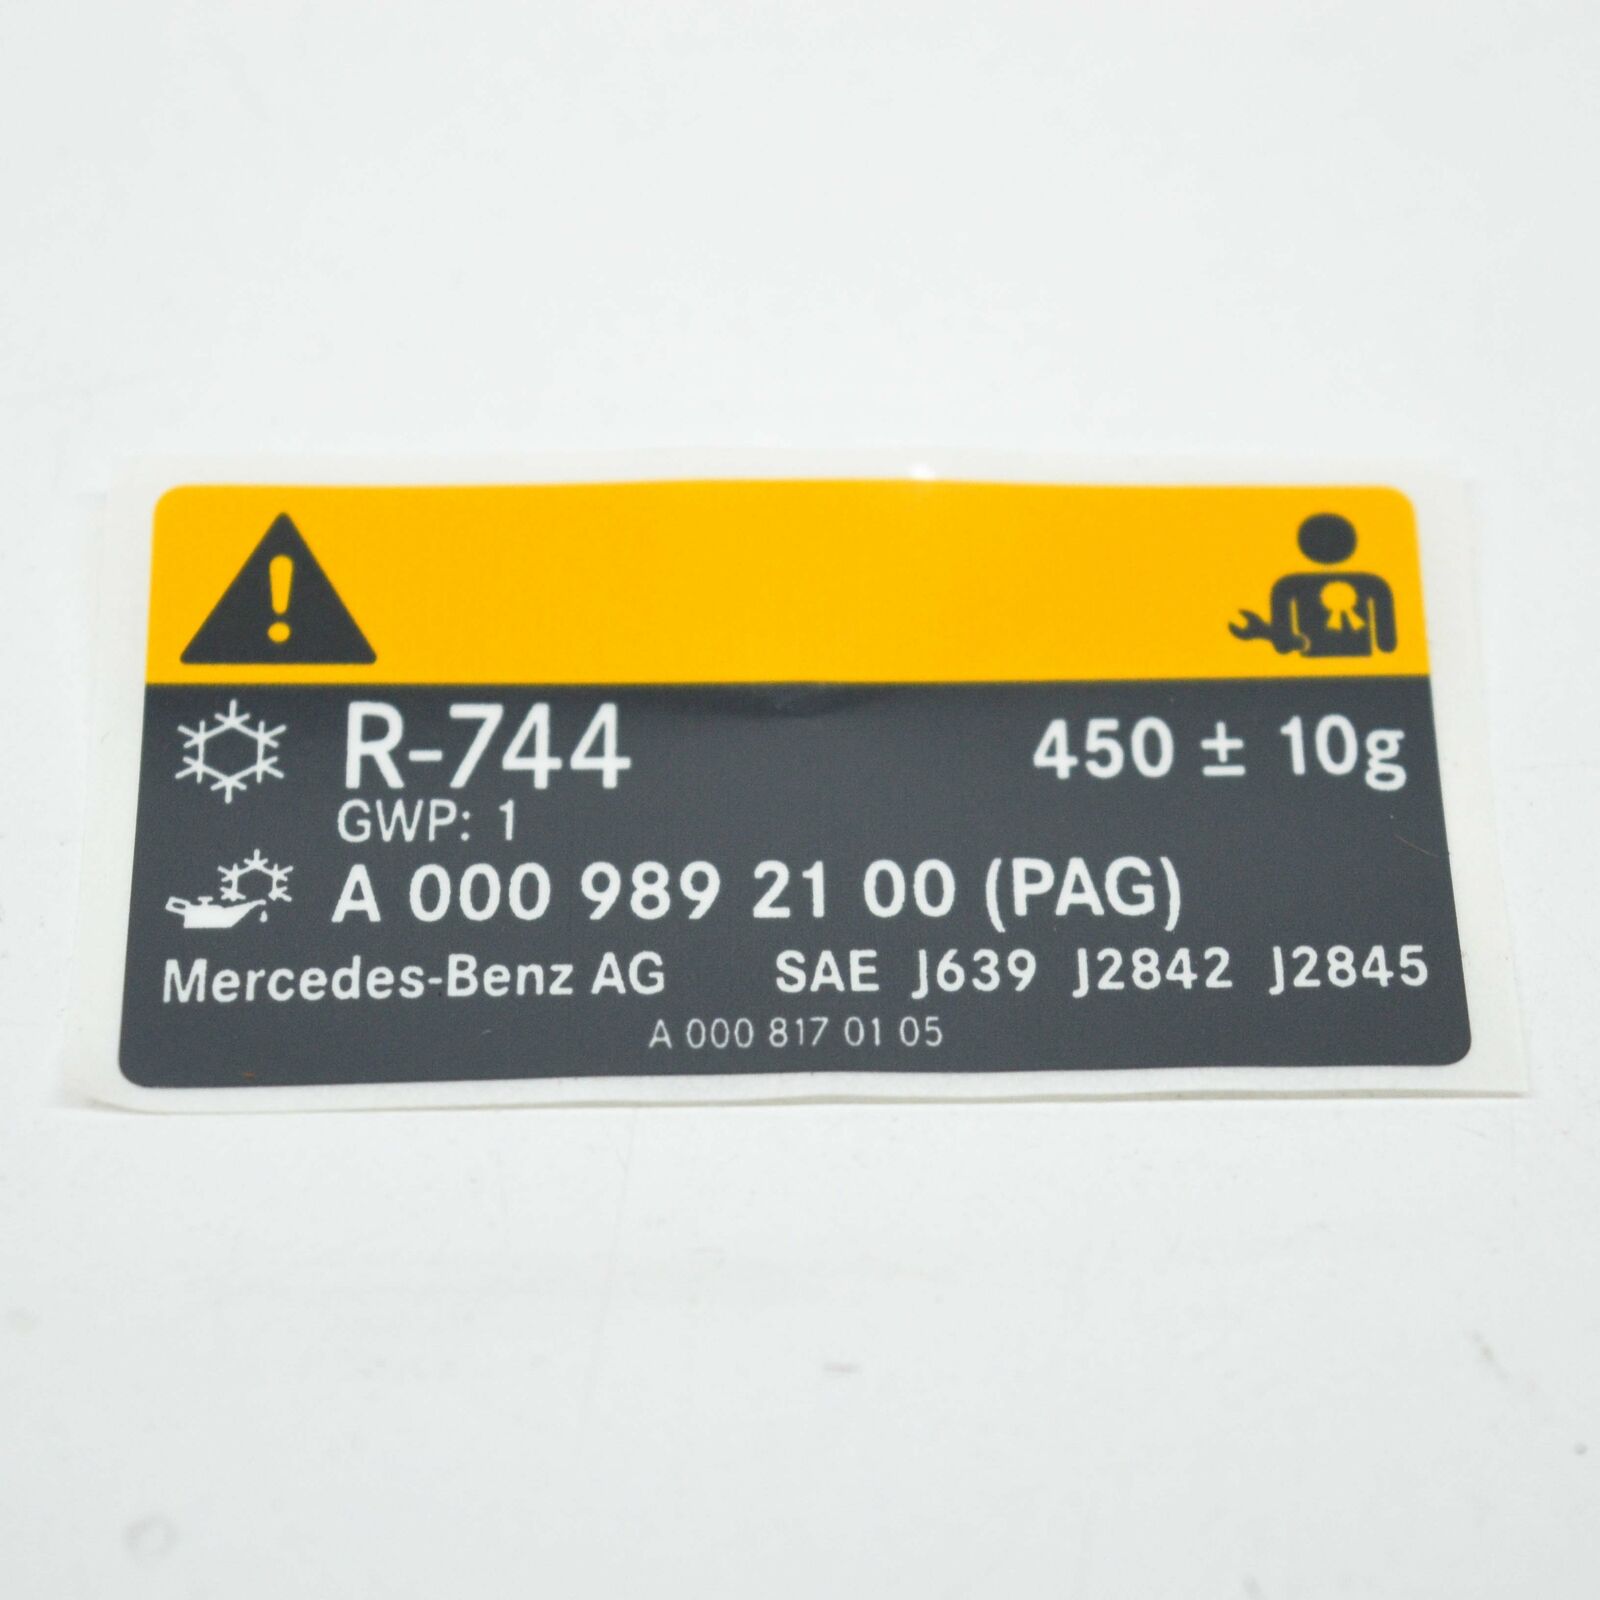 R-744 450 ± 10g
GWP: 1
A 000 989 21 00 (PAG)
Mercedes-Benz AG SAE J639 J2842 J2845
A 000 817 01 05